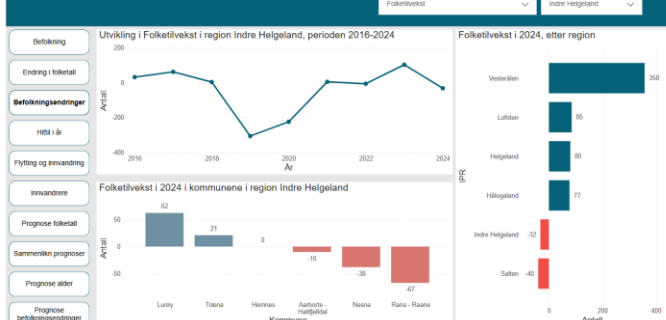 Folketilvekst
Indre Helgeland
Befolkning
Endring i folketall
Befolkningsendringer
Hittil i år
Flytting og innvandring
Innvandrere
Prognose folketall
Sammenlikn prognoser
Prognose alder
Prognose
befolkningsendringer
Utvikling i Folketilvekst i region Indre Helgeland, perioden 2016-2024
200
0
-200
-400
Antall
2016
2018
2020
2022
2024
År
Folketilvekst i 2024 i kommunene i region Indre Helgeland
50
0
-50
Antall
62
21
0
-10
-38
-67
Lurøy
Træna
Hemnes
Aarborte -
Hattfjelldal
Nesna
Rana - Raane
Kommune
Folketilvekst i 2024, etter region
IPR
Vesterålen
358
Lofoten
85
Helgeland
80
Hålogaland
77
Indre Helgeland
-32
Salten
-40
0
200
400
Antall